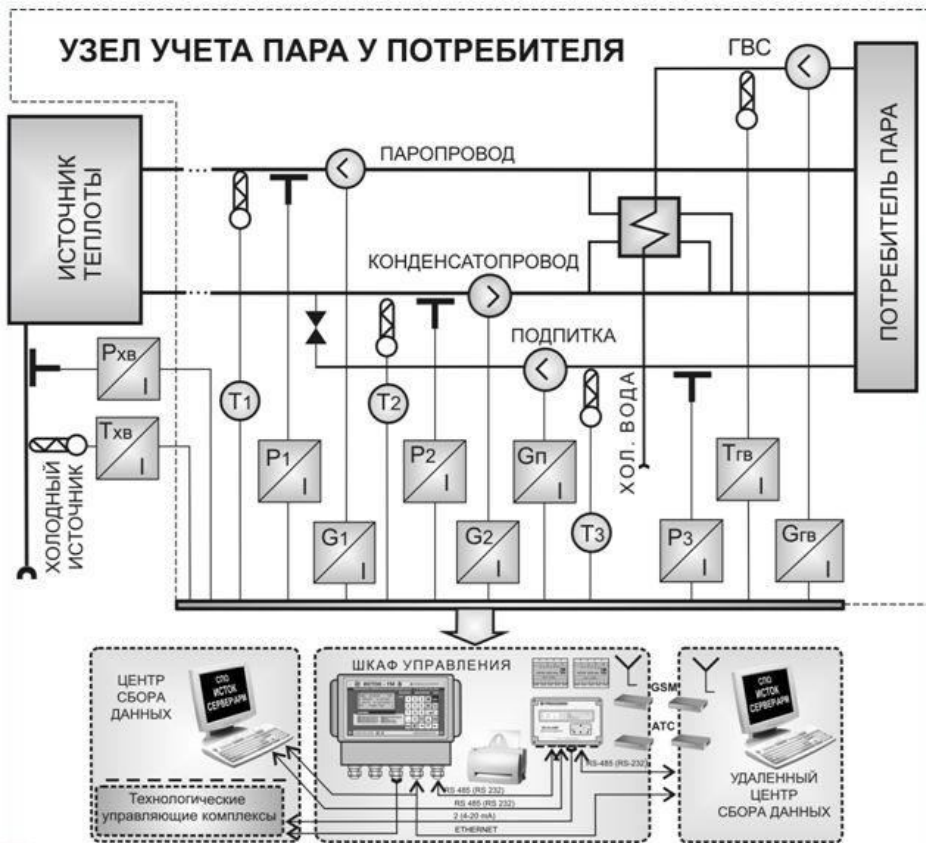 УЗЕЛ УЧЕТА ПАРА У ПОТРЕБИТЕЛЯ
ГВС
ИСТОЧНИК
ТЕПЛОТЫ
ПАРОПРОВОД
КОНДЕНСАТОПРОВОД
ПОДПИТКА
ПОТРЕБИТЕЛЬ ПАРА
Pхв
I
Tхв
I
ХОЛОДНЫЙ
ИСТОЧНИК
T1
T2
ХОЛ. ВОДА
P1
I
P2
I
Gп
I
Tгв
I
G1
I
G2
I
T3
P3
I
Gгв
I
ЦЕНТР
СБОРА
ДАННЫХ
СПО
ИСТОК
СЕРВЕР\АРМ
ШКАФ УПРАВЛЕНИЯ
ИСТОК - ТМ
GSM
АТС
СПО
ИСТОК
СЕРВЕР\АРМ
RS-485 (RS-232)
УДАЛЕННЫЙ
ЦЕНТР
СБОРА ДАННЫХ
Технологические
управляющие комплексы
RS 485 (RS 232)
RS 485 (RS 232)
2 (4-20 mA)
ETHERNET